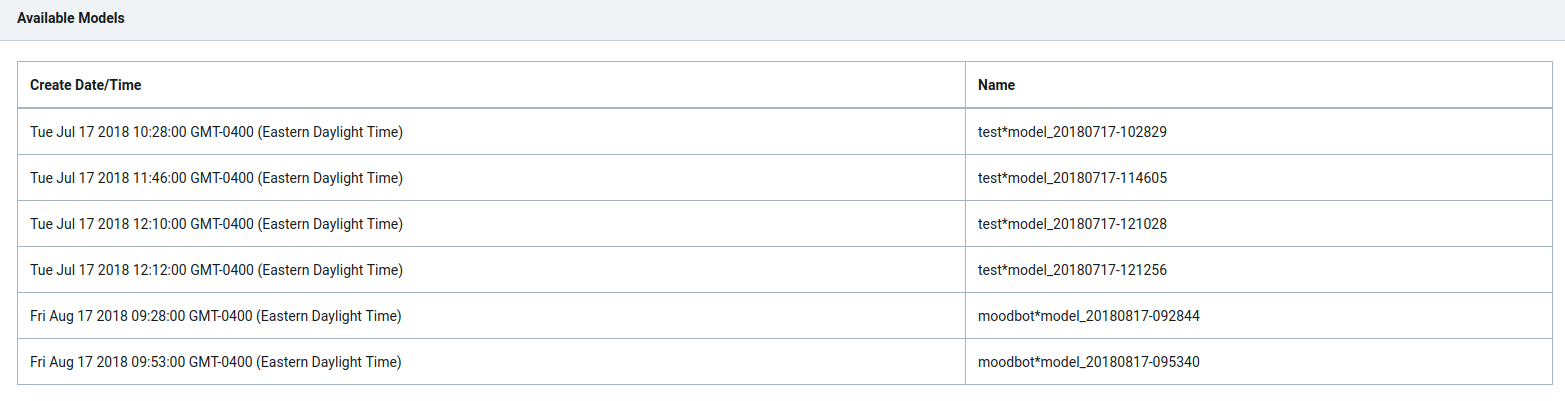 Available Models
Create Date/Time Name
Tue Jul 17 2018 10:28:00 GMT-0400 (Eastern Daylight Time) test*model_20180717-102829
Tue Jul 17 2018 11:46:00 GMT-0400 (Eastern Daylight Time) test*model_20180717-114605
Tue Jul 17 2018 12:10:00 GMT-0400 (Eastern Daylight Time) test*model_20180717-121028
Tue Jul 17 2018 12:12:00 GMT-0400 (Eastern Daylight Time) test*model_20180717-121256
Fri Aug 17 2018 09:28:00 GMT-0400 (Eastern Daylight Time) moodbot*model_20180817-092844
Fri Aug 17 2018 09:53:00 GMT-0400 (Eastern Daylight Time) moodbot*model_20180817-095340